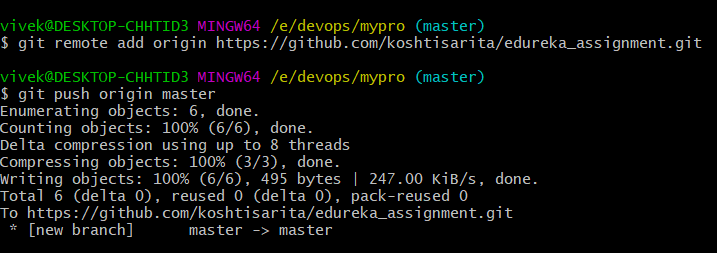 vivek@DESKTOP-CHHTID3 MINGW64 /e/devops/mypro (master)
$ git remote add origin https://github.com/koshtisarita/edureka_assignment.git
vivek@DESKTOP-CHHTID3 MINGW64 /e/devops/mypro (master)
$ git push origin master
Enumerating objects: 6, done.
Counting objects: 100% (6/6), done.
Delta compression using up to 8 threads
Compressing objects: 100% (3/3), done.
Writing objects: 100% (6/6), 495 bytes | 247.00 KiB/s, done.
Total 6 (delta 0), reused 0 (delta 0), pack-reused 0
To https://github.com/koshtisarita/edureka_assignment.git
 * [new branch]      master -> master